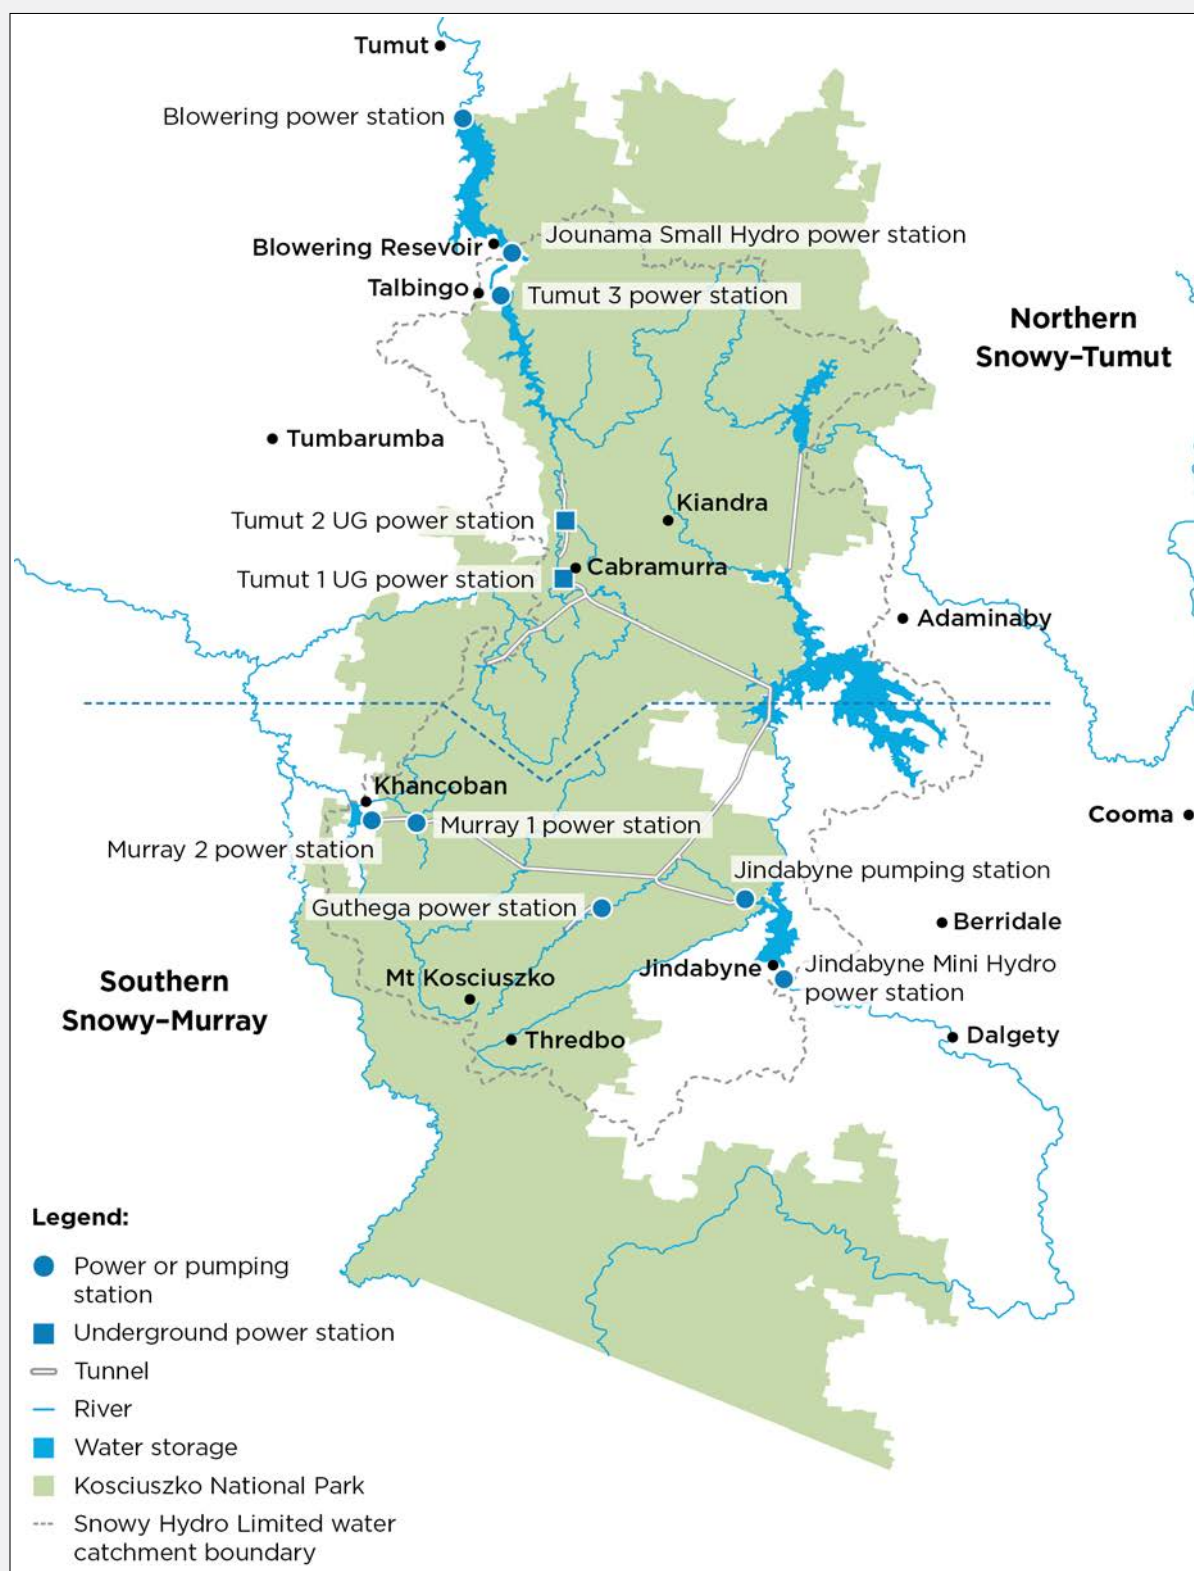 Tumut
Blowering power station
Jounama Small Hydro power station
Blowering Resevoir
Talbingo
Tumut 3 power station
Northern
Snowy–Tumut
Tumbarumba
Kiandra
Tumut 2 UG power station
Cabramurra
Tumut 1 UG power station
Adaminaby
Khancoban
Cooma
Murray 1 power station
Murray 2 power station
Jindabyne pumping station
Guthega power station
Berridale
Southern
Snowy–Murray
Mt Kosciuszko
Jindabyne
Jindabyne Mini Hydro
power station
Thredbo
Dalgety
Legend:
Power or pumping
station
Underground power station
Tunnel
River
Water storage
Kosciuszko National Park
Snowy Hydro Limited water
catchment boundary